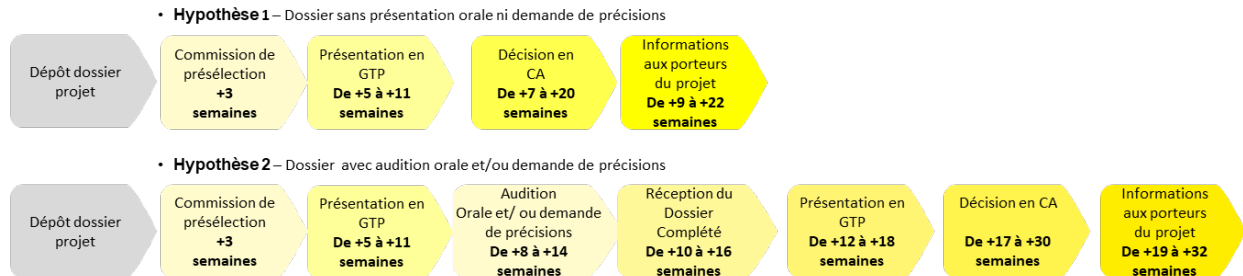 • Hypothèse 1 – Dossier sans présentation orale ni demande de précisions
Dépôt dossier
projet
Commission de
présélection
+3
semaines
Présentation en
GTP
De +5 à +11
semaines
Décision en
CA
De +7 à +20
semaines
Informations
aux porteurs
du projet
De +9 à +22
semaines
• Hypothèse 2 – Dossier avec audition orale et/ou demande de précisions
Dépôt dossier
projet
Commission de
présélection
+3
semaines
Présentation en
GTP
De +5 à +11
semaines
Audition
Orale et/ ou demande
de précisions
De +8 à +14
semaines
Réception du
Dossier
Complété
De +10 à +16
semaines
Présentation en
GTP
De +12 à +18
semaines
Décision en CA
De +17 à +30
semaines
Informations
aux porteurs
du projet
De +19 à +32
semaines